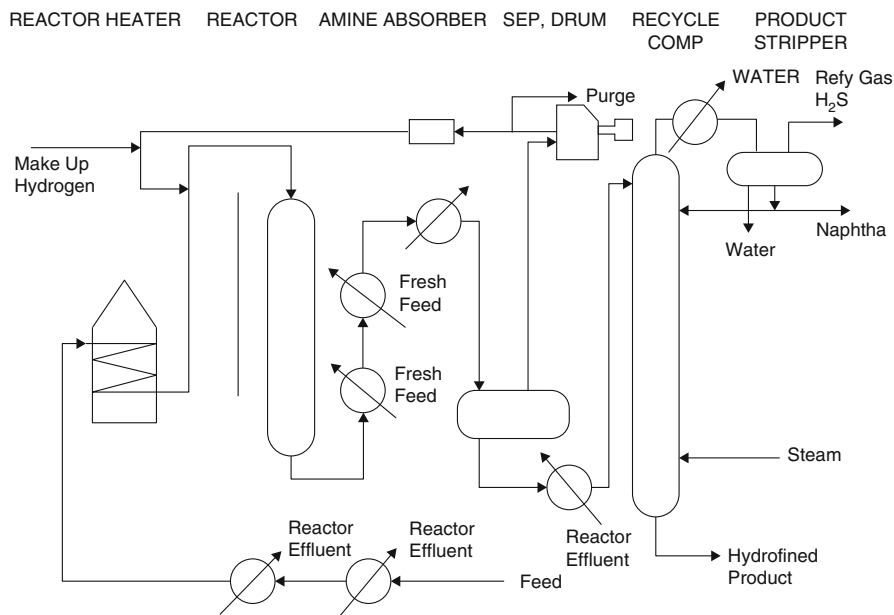 REACTOR HEATER
REACTOR
AMINE ABSORBER
SEP, DRUM
RECYCLE
COMP
PRODUCT
STRIPPER
WATER
Refy Gas
H₂S
Purge
Make Up
Hydrogen
Naphtha
Water
Fresh
Feed
Fresh
Feed
Steam
Reactor
Effluent
Reactor
Effluent
Reactor
Effluent
Feed
Hydrofined
Product